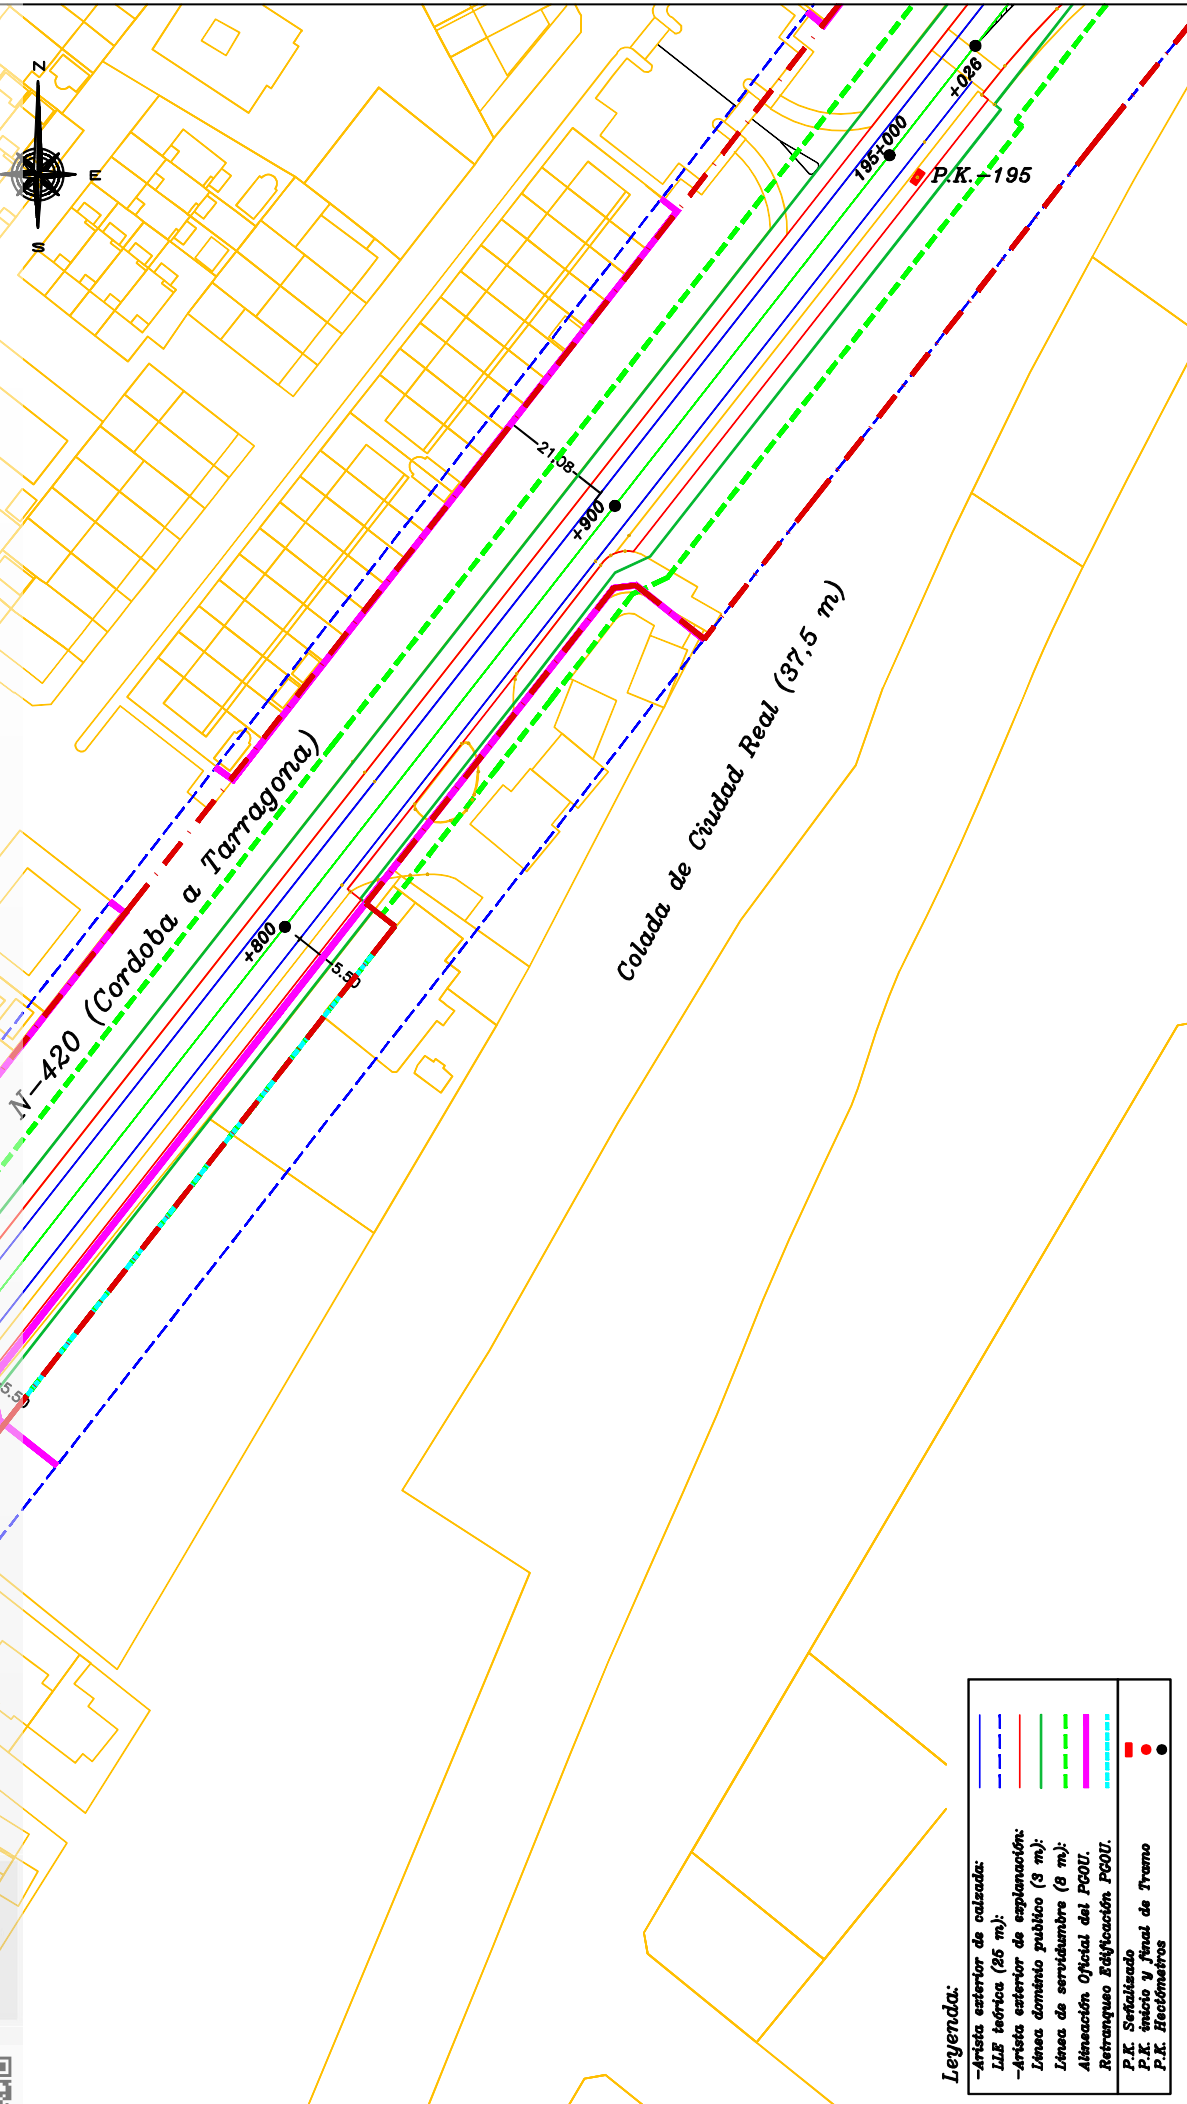 N
E
S
+026
195+000
P.K.-195
21,08
+900
N-420 (Cordoba a Tarragona)
Colada de Ciudad Real (37,5 m)
+800
5.50
5.50
Leyenda:
-Arista exterior de calzada:
LLE teórica (25 m):
-Arista exterior de explanación:
Línea dominio publico (3 m):
Línea de servidumbre (8 m):
Alineación Oficial del PGOU.
Retranqueo Edificación PGOU.
P.K. Señalizado
P.K. inicio y final de Tramo
P.K. Hectómetros